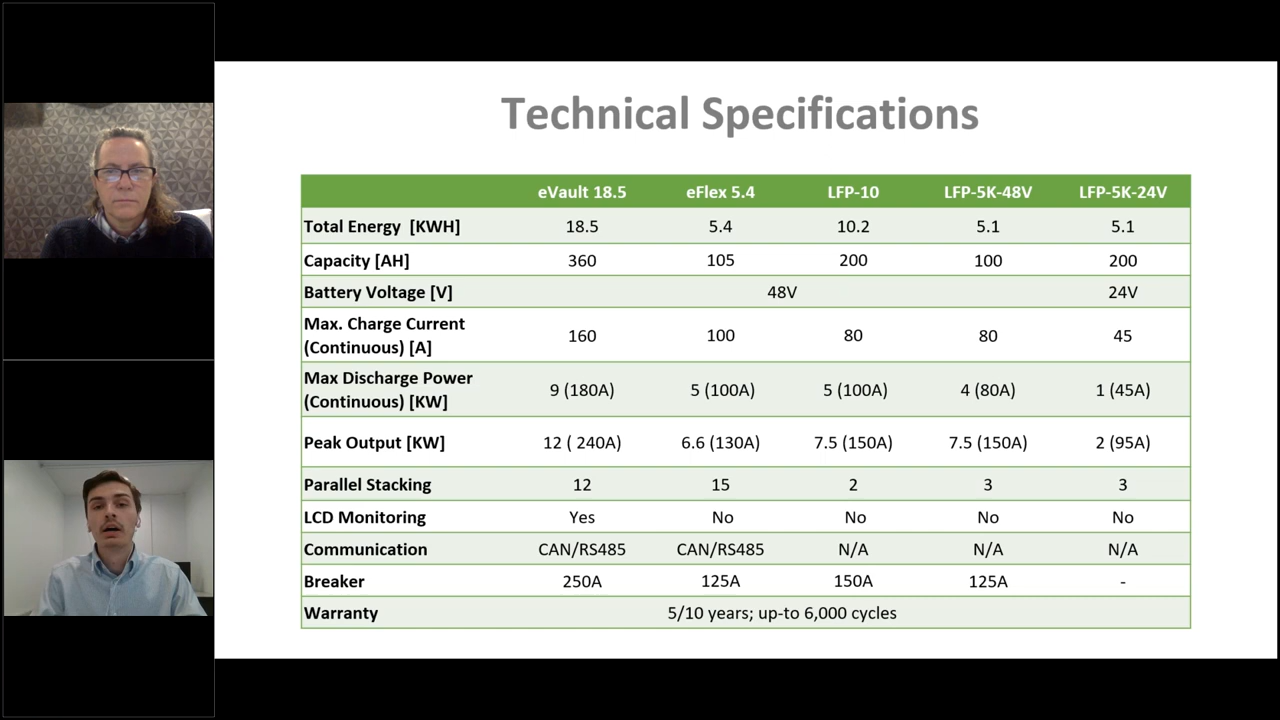 Technical Specifications
eVault 18.5 eFlex 5.4 LFP-10 LFP-5K-48V LFP-5K-24V
Total Energy [KWH] 18.5 5.4 10.2 5.1 5.1
Capacity [AH] 360 105 200 100 200
Battery Voltage [V] 48V 24V
Max. Charge Current
(Continuous) [A] 160 100 80 80 45
Max Discharge Power
(Continuous) [KW] 9 (180A) 5 (100A) 5 (100A) 4 (80A) 1 (45A)
Peak Output [KW] 12 ( 240A) 6.6 (130A) 7.5 (150A) 7.5 (150A) 2 (95A)
Parallel Stacking 12 15 2 3 3
LCD Monitoring Yes No No No No
Communication CAN/RS485 CAN/RS485 N/A N/A N/A
Breaker 250A 125A 150A 125A -
Warranty 5/10 years; up-to 6,000 cycles